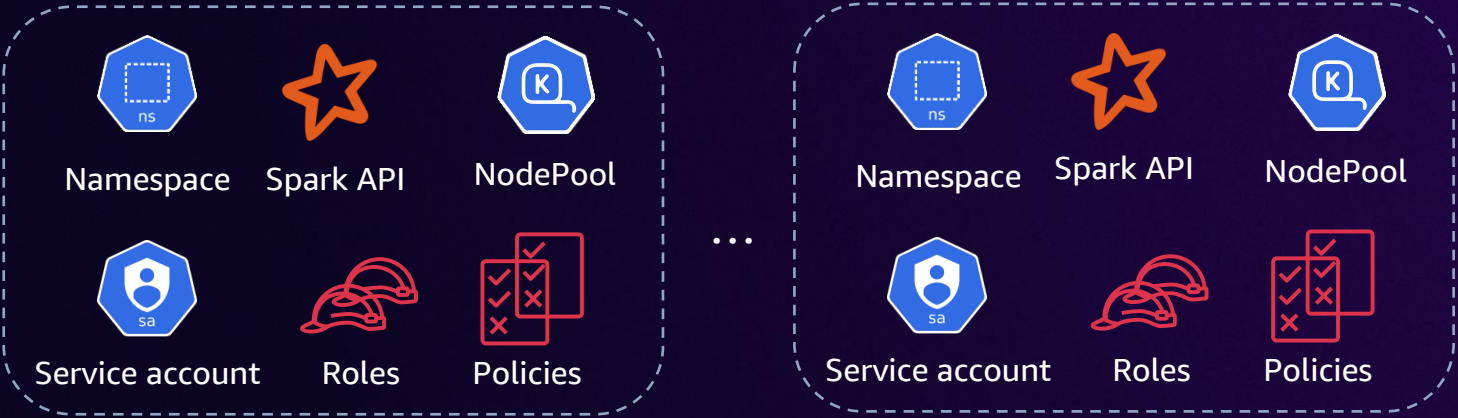 ns
K
Namespace
Spark API
NodePool
sa
Service account
Roles
Policies
...
ns
K
Namespace
Spark API
NodePool
sa
Service account
Roles
Policies